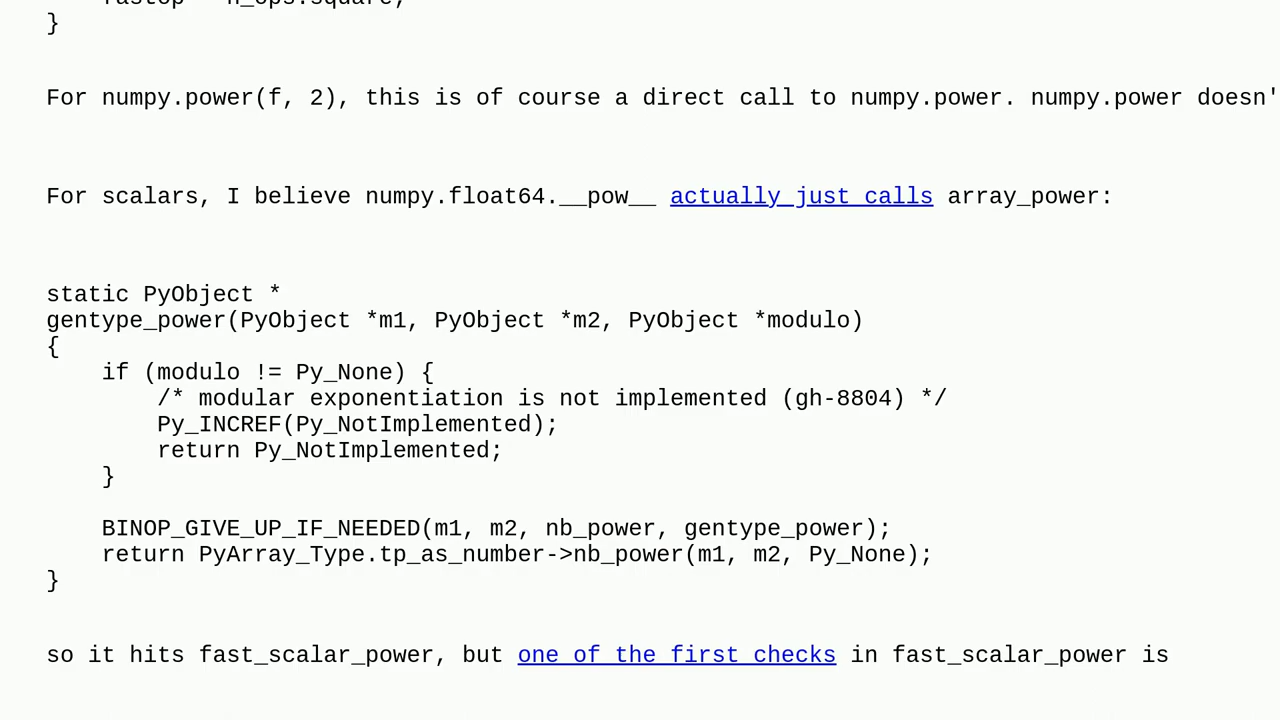 fastop = n_ops.square;
}
For numpy.power(f, 2), this is of course a direct call to numpy.power. numpy.power doesn'
For scalars, I believe numpy.float64.__pow__ actually just calls array_power:
static PyObject *
gentype_power(PyObject *m1, PyObject *m2, PyObject *modulo)
{
    if (modulo != Py_None) {
        /* modular exponentiation is not implemented (gh-8804) */
        Py_INCREF(Py_NotImplemented);
        return Py_NotImplemented;
    }
    BINOP_GIVE_UP_IF_NEEDED(m1, m2, nb_power, gentype_power);
    return PyArray_Type.tp_as_number->nb_power(m1, m2, Py_None);
}
so it hits fast_scalar_power, but one of the first checks in fast_scalar_power is